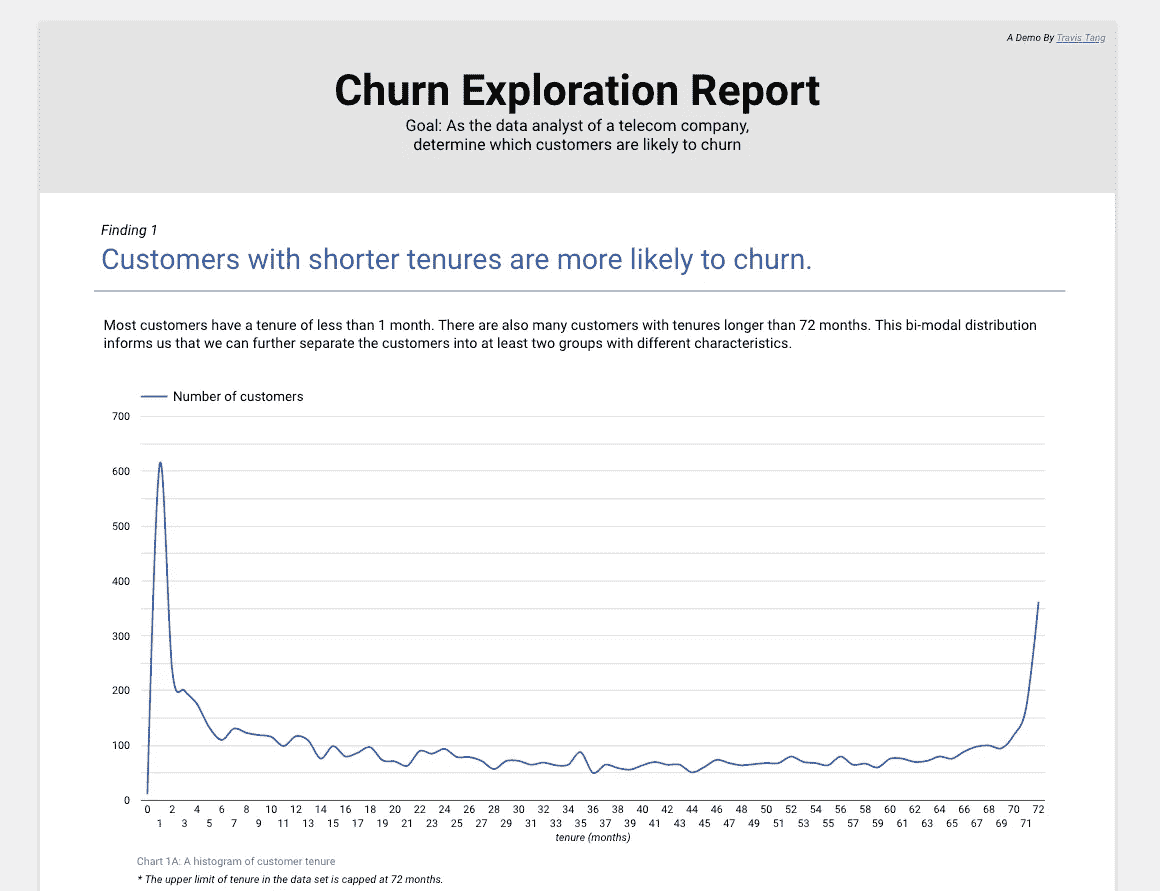 A Demo By Travis Tang
Churn Exploration Report
Goal: As the data analyst of a telecom company,
determine which customers are likely to churn
Finding 1
Customers with shorter tenures are more likely to churn.
Most customers have a tenure of less than 1 month. There are also many customers with tenures longer than 72 months. This bi-modal distribution
informs us that we can further separate the customers into at least two groups with different characteristics.
Number of customers
700
600
500
400
300
200
100
0
0 2 4 6 8 10 12 14 16 18 20 22 24 26 28 30 32 34 36 38 40 42 44 46 48 50 52 54 56 58 60 62 64 66 68 70 72
1 3 5 7 9 11 13 15 17 19 21 23 25 27 29 31 33 35 37 39 41 43 45 47 49 51 53 55 57 59 61 63 65 67 69 71
tenure (months)
Chart 1A: A histogram of customer tenure
* The upper limit of tenure in the data set is capped at 72 months.